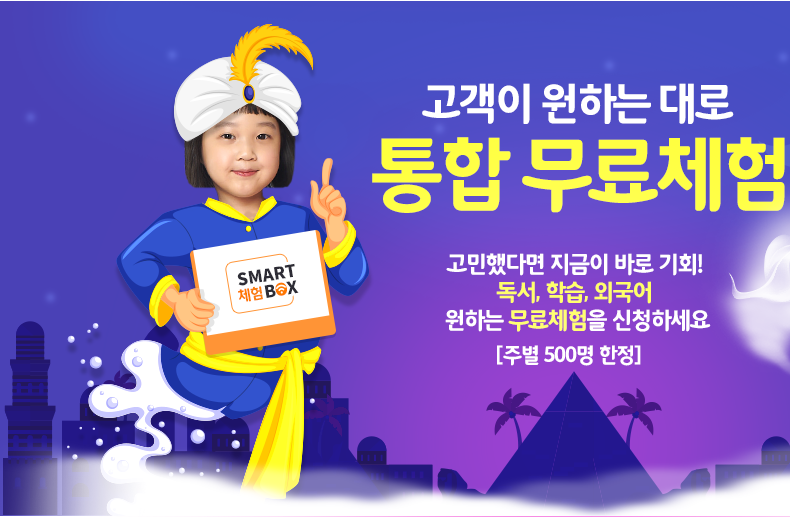 고객이 원하는 대로
통합 무료체험
고민했다면 지금이 바로 기회!
독서, 학습, 외국어
원하는 무료체험을 신청하세요
[주별 500명 한정]
SMART
체험 BOX